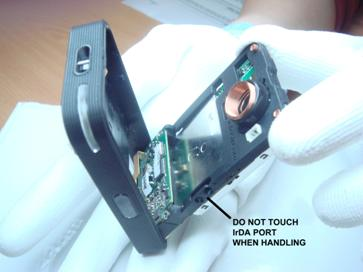 DO NOT TOUCH
IrDA PORT
WHEN HANDLING